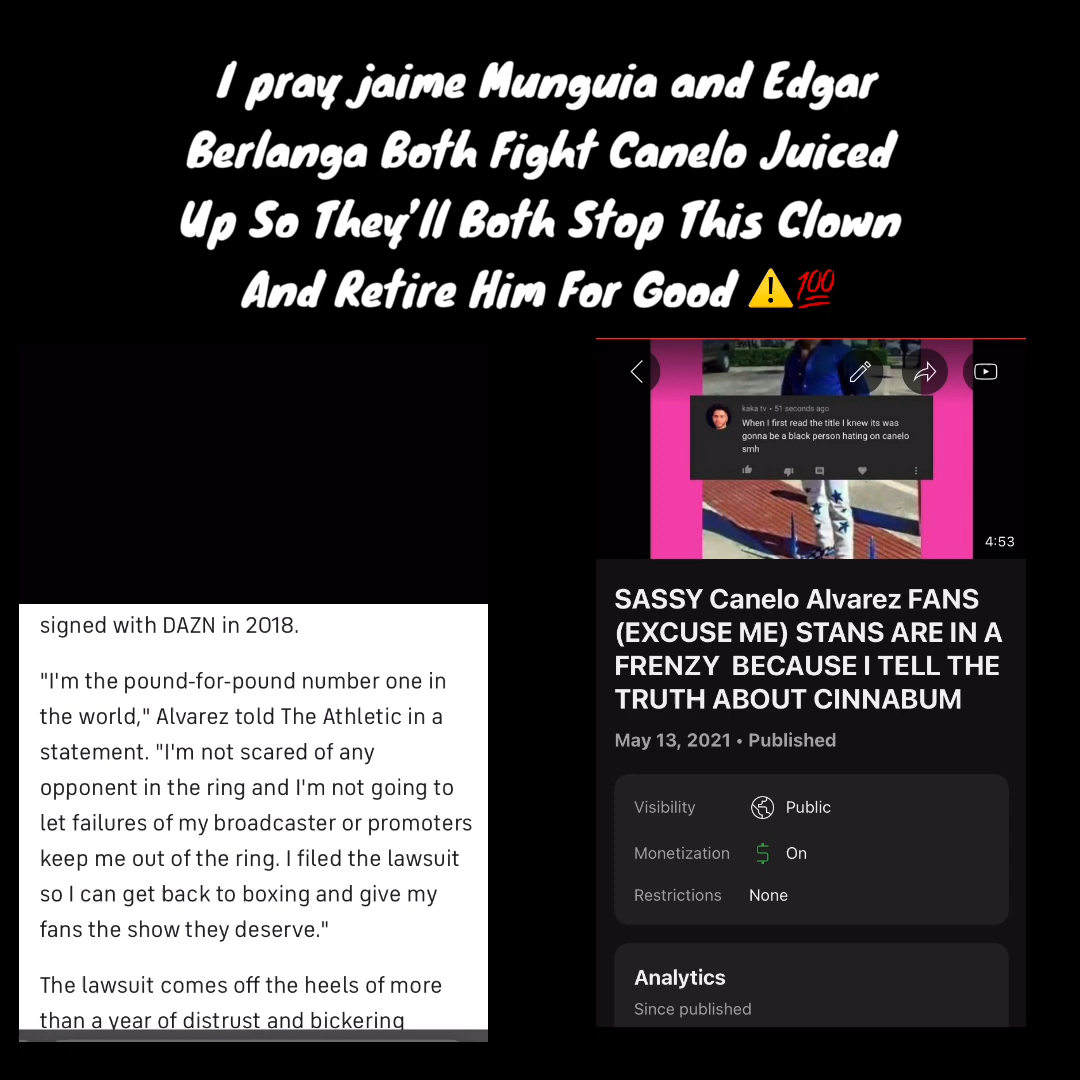 I pray jaime Munguia and Edgar
Berlanga Both Fight Canelo Juiced
Up So They'll Both Stop This Clown
And Retire Him For Good ⚠️💯
signed with DAZN in 2018.
"I'm the pound-for-pound number one in
the world," Alvarez told The Athletic in a
statement. "I'm not scared of any
opponent in the ring and I'm not going to
let failures of my broadcaster or promoters
keep me out of the ring. I filed the lawsuit
so I can get back to boxing and give my
fans the show they deserve."
The lawsuit comes off the heels of more
than a year of distrust and bickering
kaka tv • 51 seconds ago
When I first read the title I knew its was
gonna be a black person hating on canelo
smh
4:53
SASSY Canelo Alvarez FANS
(EXCUSE ME) STANS ARE IN A
FRENZY BECAUSE I TELL THE
TRUTH ABOUT CINNABUM
May 13, 2021 • Published
Visibility Public
Monetization On
Restrictions None
Analytics
Since published